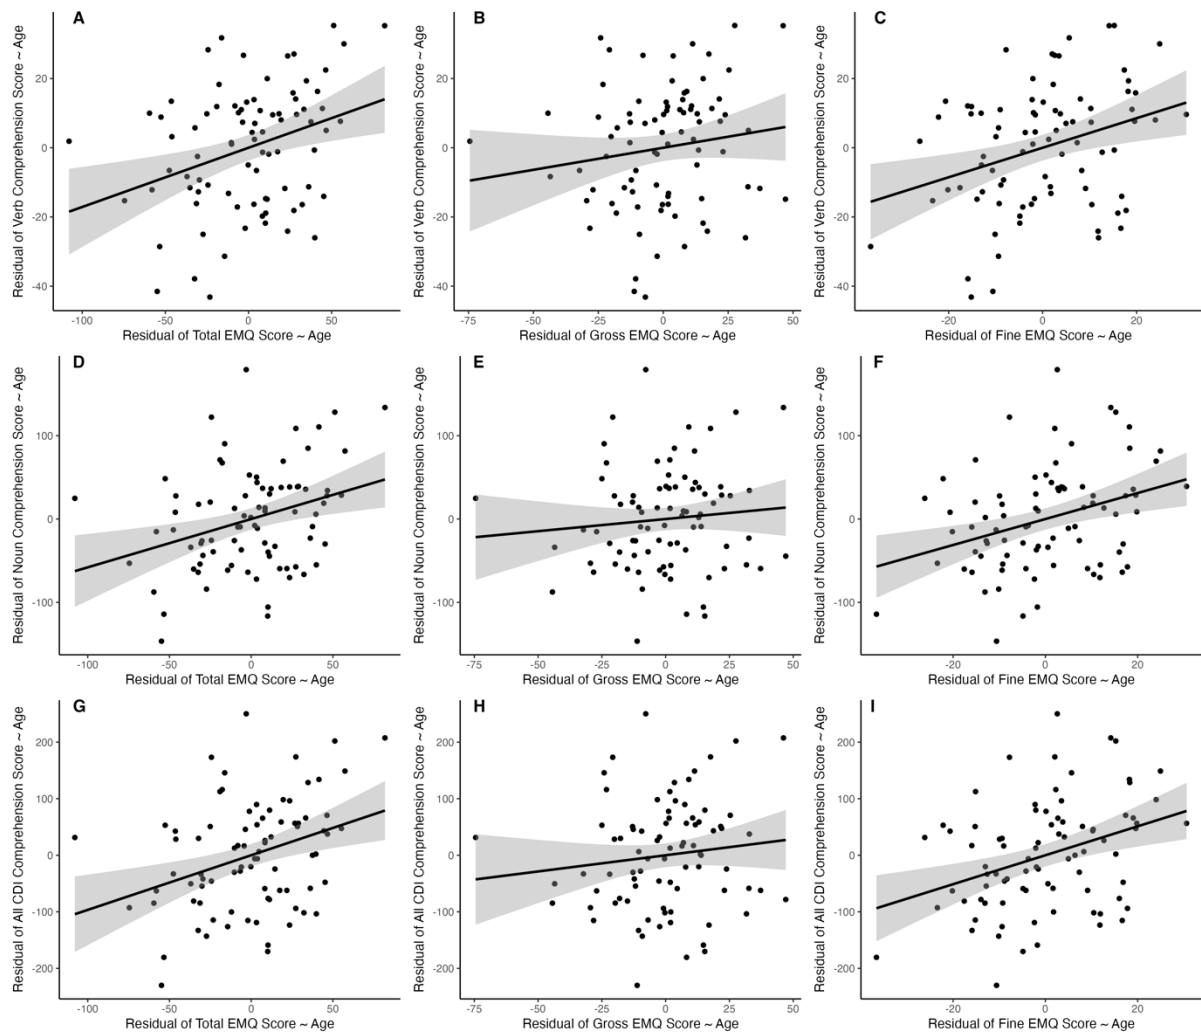 A
Residual of Verb Comprehension Score ~ Age
20
0
-20
-40
-100
-50
0
50
Residual of Total EMQ Score ~ Age
B
Residual of Verb Comprehension Score ~ Age
20
0
-20
-40
-75
-50
-25
0
25
50
Residual of Gross EMQ Score ~ Age
C
Residual of Verb Comprehension Score ~ Age
20
0
-20
-40
-20
0
20
Residual of Fine EMQ Score ~ Age
D
Residual of Noun Comprehension Score ~ Age
100
0
-100
-100
-50
0
50
Residual of Total EMQ Score ~ Age
E
Residual of Noun Comprehension Score ~ Age
100
0
-100
-75
-50
-25
0
25
50
Residual of Gross EMQ Score ~ Age
F
Residual of Noun Comprehension Score ~ Age
100
0
-100
-20
0
20
Residual of Fine EMQ Score ~ Age
G
Residual of All CDI Comprehension Score ~ Age
200
100
0
-100
-200
-100
-50
0
50
Residual of Total EMQ Score ~ Age
H
Residual of All CDI Comprehension Score ~ Age
200
100
0
-100
-200
-75
-50
-25
0
25
50
Residual of Gross EMQ Score ~ Age
I
Residual of All CDI Comprehension Score ~ Age
200
100
0
-100
-200
-20
0
20
Residual of Fine EMQ Score ~ Age